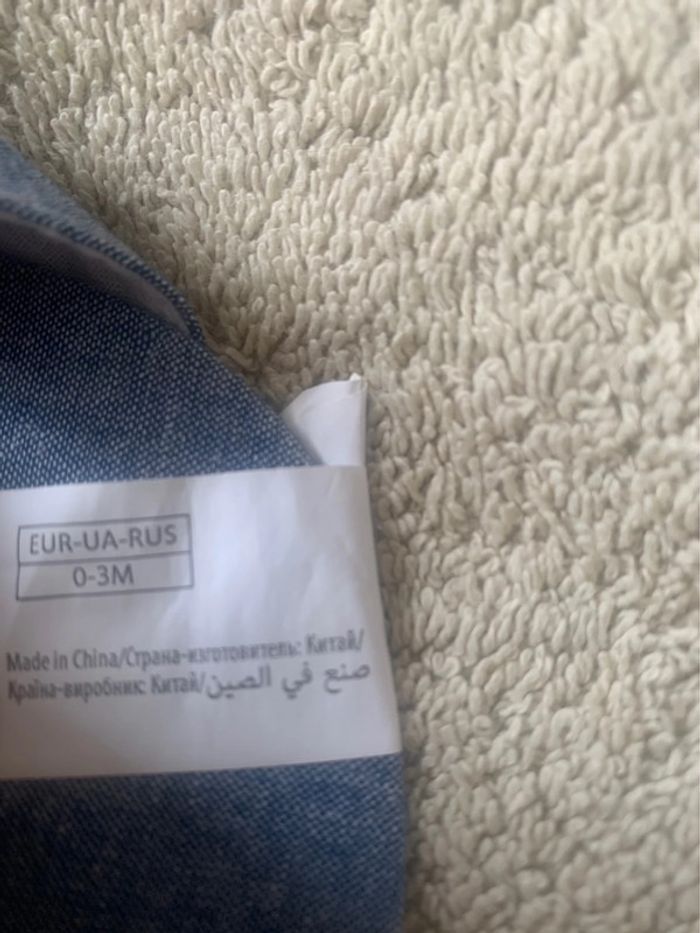 EUR-UA-RUS
0-3M
Made in China/Страна-изготовитель: Китай/
Країна-виробник: Китай/صنع في الصين